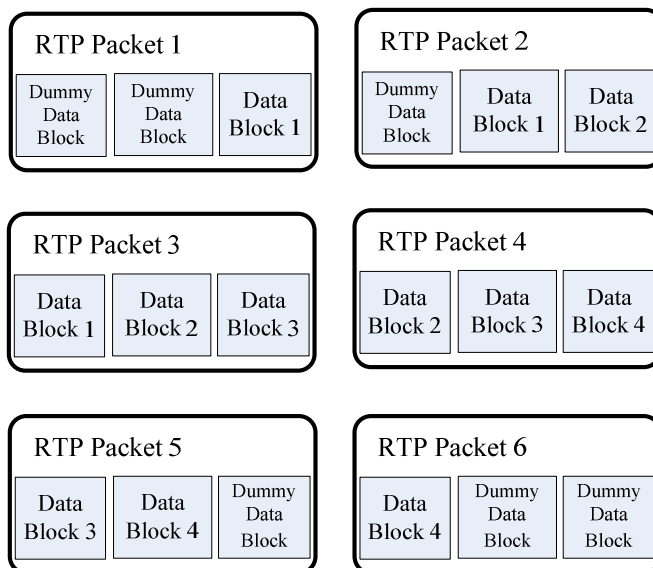 RTP Packet 1
Dummy
Data
Block
Dummy
Data
Block
Data
Block 1
RTP Packet 2
Dummy
Data
Block
Data
Block 1
Data
Block 2
RTP Packet 3
Data
Block 1
Data
Block 2
Data
Block 3
RTP Packet 4
Data
Block 2
Data
Block 3
Data
Block 4
RTP Packet 5
Data
Block 3
Data
Block 4
Dummy
Data
Block
RTP Packet 6
Data
Block 4
Dummy
Data
Block
Dummy
Data
Block